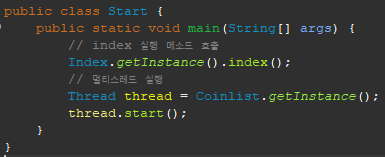 public class Start {
public static void main(String[] args) {
// index 실행 메소드 호출
Index.getInstance().index();
// 멀티스레드 실행
Thread thread = Coinlist.getInstance();
thread.start();
}
}